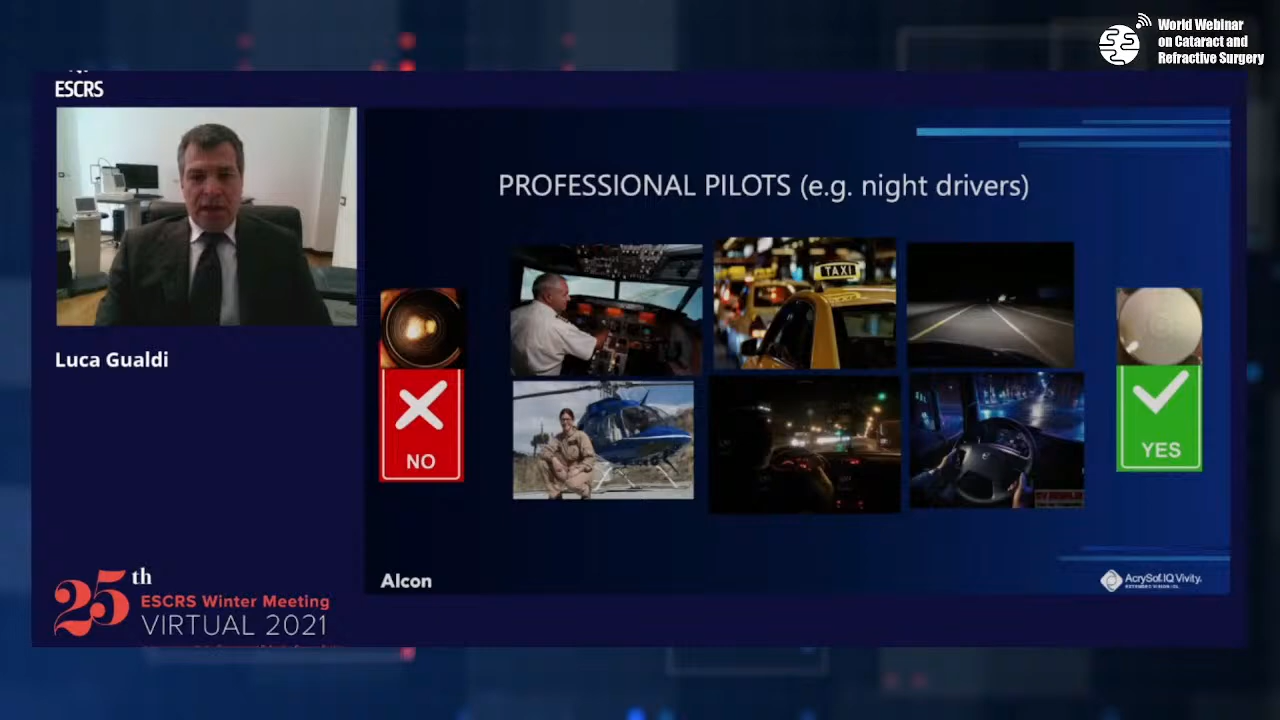 World Webinar
on Cataract and
Refractive Surgery
ESCRS
Luca Gualdi
PROFESSIONAL PILOTS (e.g. night drivers)
TAXI
NO
YES
Alcon
AcrySof IQ Vivity
25th
ESCRS Winter Meeting
VIRTUAL 2021